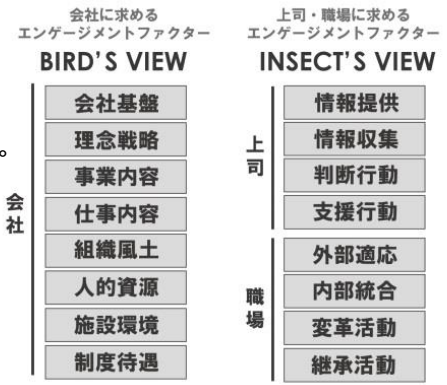 会社に求める
エンゲージメントファクター
BIRD'S VIEW
会社
会社基盤
理念戦略
事業内容
仕事内容
組織風土
人的資源
施設環境
制度待遇
上司・職場に求める
エンゲージメントファクター
INSECT'S VIEW
上司
情報提供
情報収集
判断行動
支援行動
職場
外部適応
内部統合
変革活動
継承活動
。